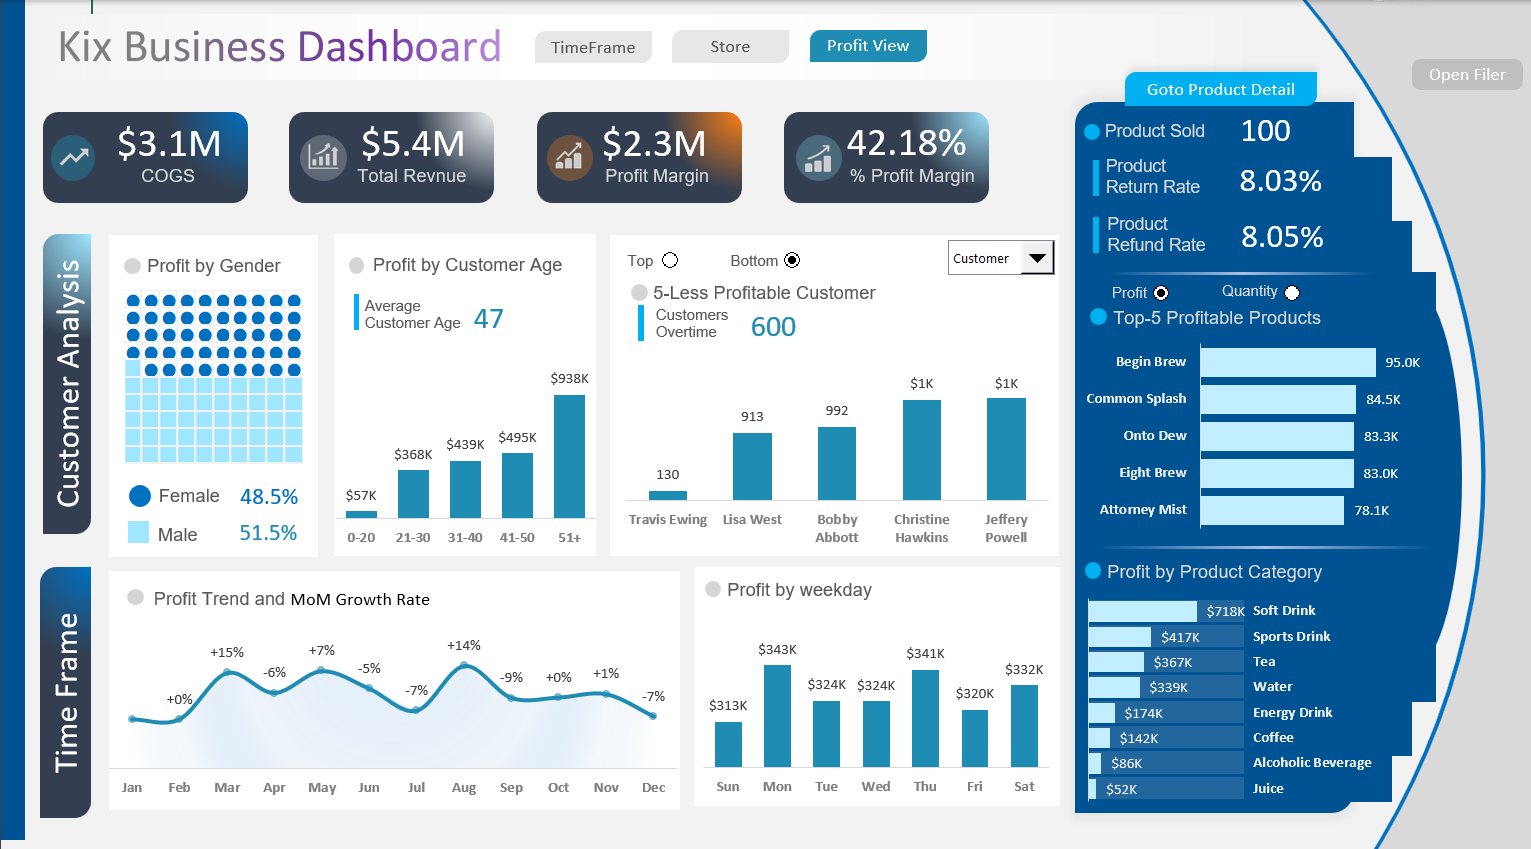 Kix Business Dashboard
TimeFrame
Store
Profit View
Open Filer
$3.1M
COGS
$5.4M
Total Revnue
$2.3M
Profit Margin
42.18%
% Profit Margin
Customer Analysis
Profit by Gender
Female 48.5%
Male 51.5%
Profit by Customer Age
Average
Customer Age 47
$57K
$368K
$439K
$495K
$938K
0-20
21-30
31-40
41-50
51+
Top
Bottom
Customer
5-Less Profitable Customer
Customers
Overtime
600
130
913
992
$1K
$1K
Travis Ewing
Lisa West
Bobby
Abbott
Christine
Hawkins
Jeffery
Powell
Time Frame
Profit Trend and MoM Growth Rate
+0%
+15%
-6%
+7%
-5%
-7%
+14%
-9%
+0%
+1%
-7%
Jan
Feb
Mar
Apr
May
Jun
Jul
Aug
Sep
Oct
Nov
Dec
Profit by weekday
$313K
$343K
$324K
$324K
$341K
$320K
$332K
Sun
Mon
Tue
Wed
Thu
Fri
Sat
Goto Product Detail
Product Sold 100
Product
Return Rate
8.03%
Product
Refund Rate
8.05%
Profit
Quantity
Top-5 Profitable Products
Begin Brew 95.0K
Common Splash 84.5K
Onto Dew 83.3K
Eight Brew 83.0K
Attorney Mist 78.1K
Profit by Product Category
$718K Soft Drink
$417K Sports Drink
$367K Tea
$339K Water
$174K Energy Drink
$142K Coffee
$86K Alcoholic Beverage
$52K Juice